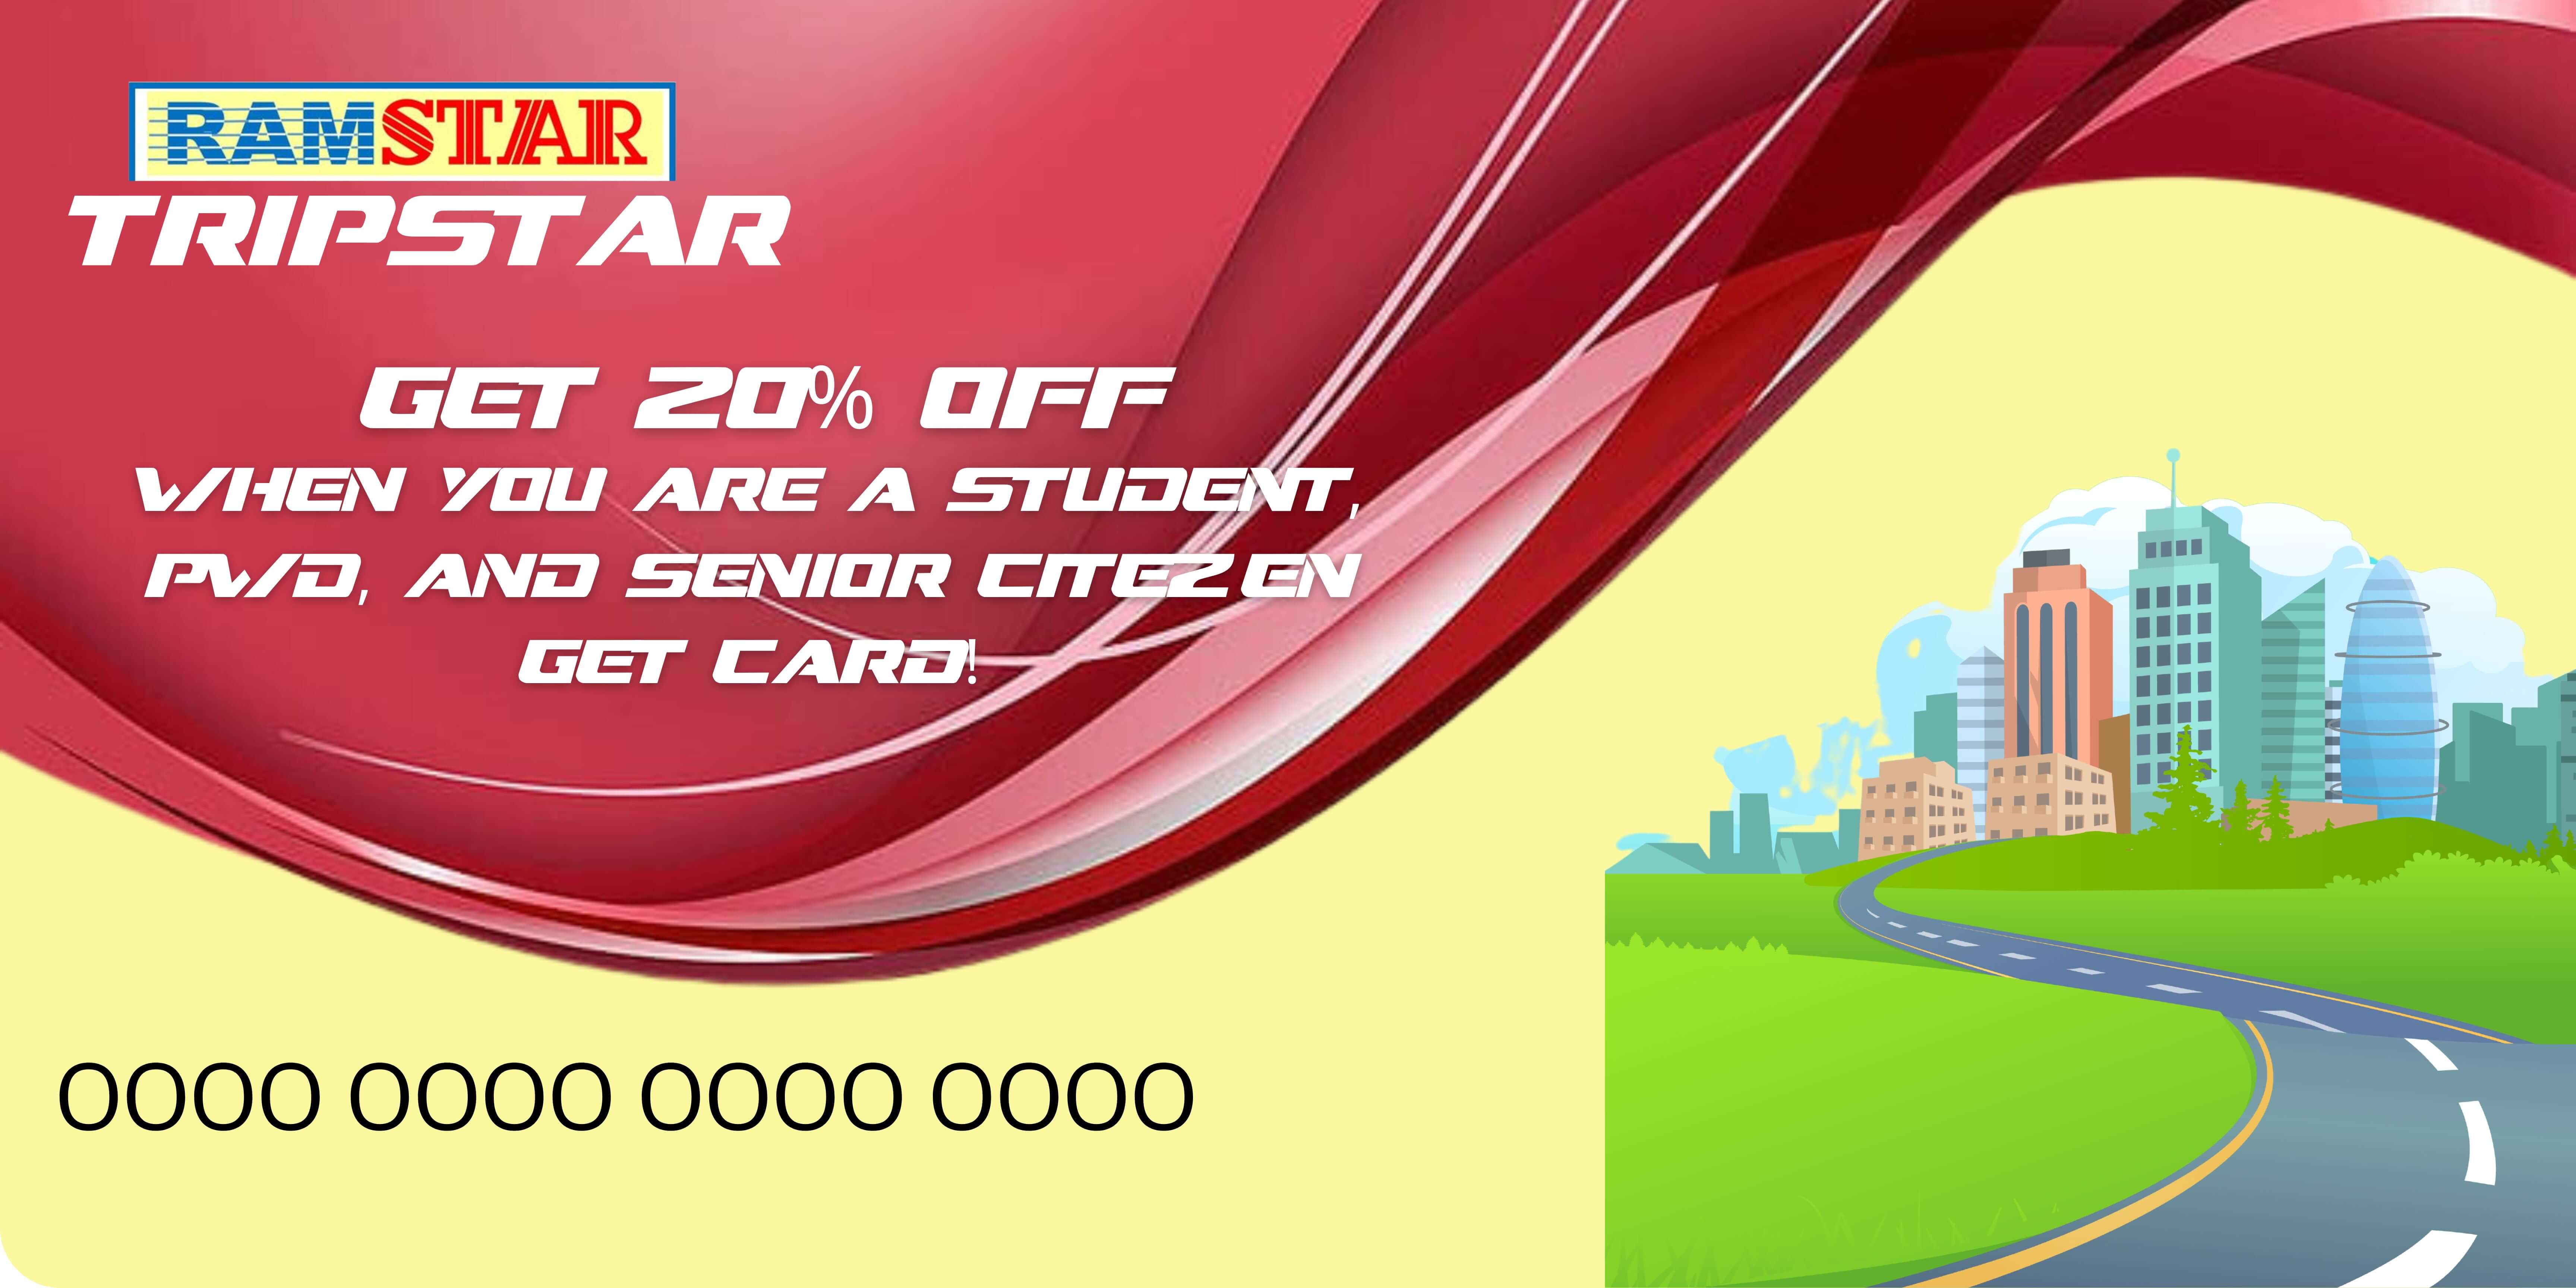 RAMSTAR
TRIPSTAR
GET 20% OFF
WHEN YOU ARE A STUDENT,
PWD, AND SENIOR CITEZEN
GET CARD!
0000 0000 0000 0000